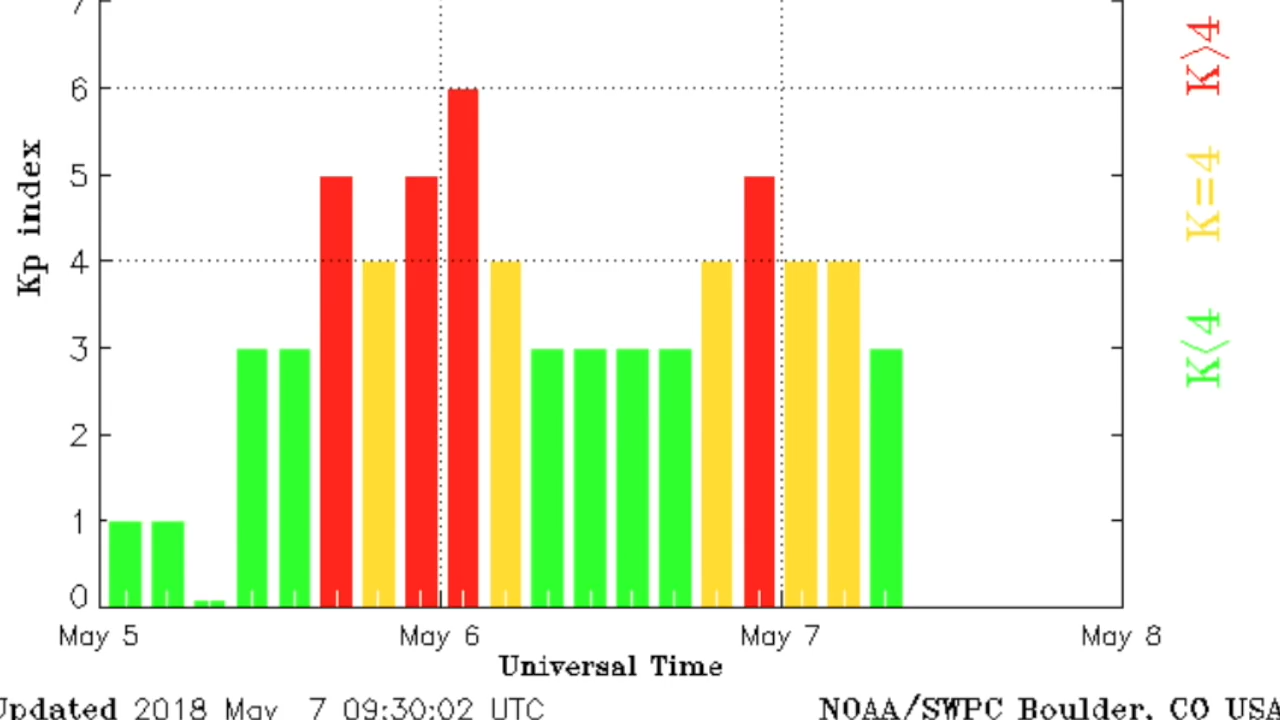 7
6
5
4
3
2
1
0
Kp index
May 5
May 6
May 7
May 8
Universal Time
Updated 2018 May 7 09:30:02 UTC
NOAA/SWPC Boulder, CO USA
K<4
K=4
K>4